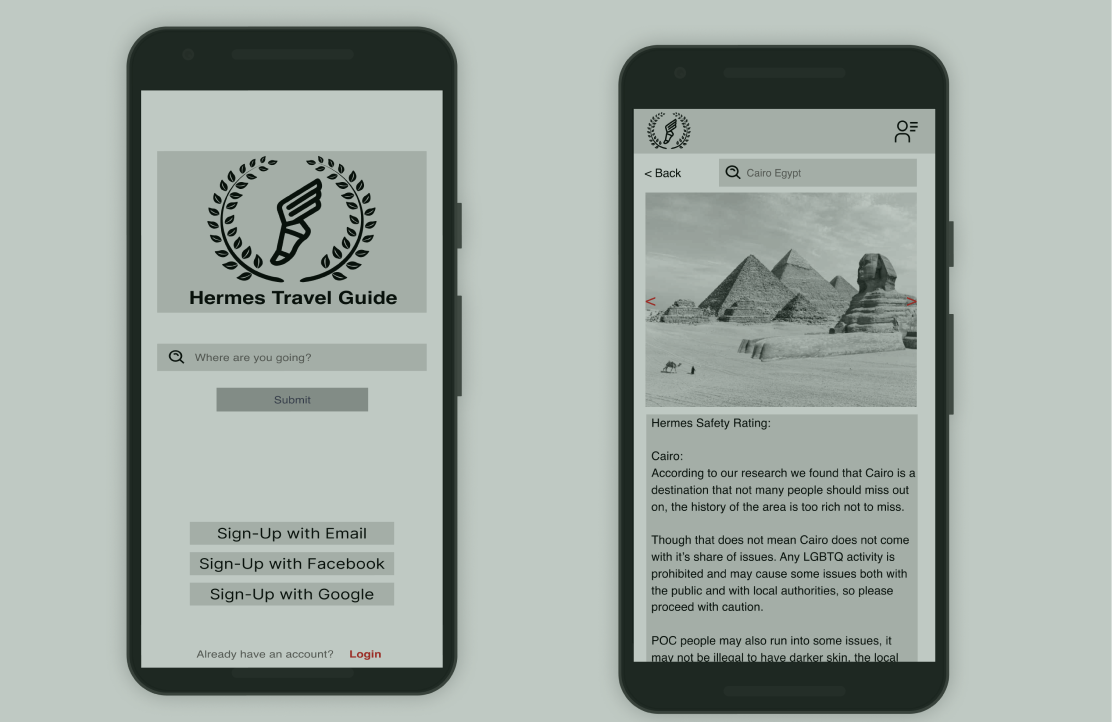 Hermes Travel Guide
Where are you going?
Submit
Sign-Up with Email
Sign-Up with Facebook
Sign-Up with Google
Already have an account? Login
< Back
Cairo Egypt
< >
Hermes Safety Rating:
Cairo:
According to our research we found that Cairo is a
destination that not many people should miss out
on, the history of the area is too rich not to miss.
Though that does not mean Cairo does not come
with it's share of issues. Any LGBTQ activity is
prohibited and may cause some issues both with
the public and with local authorities, so please
proceed with caution.
POC people may also run into some issues, it
may not be illegal to have darker skin, the local